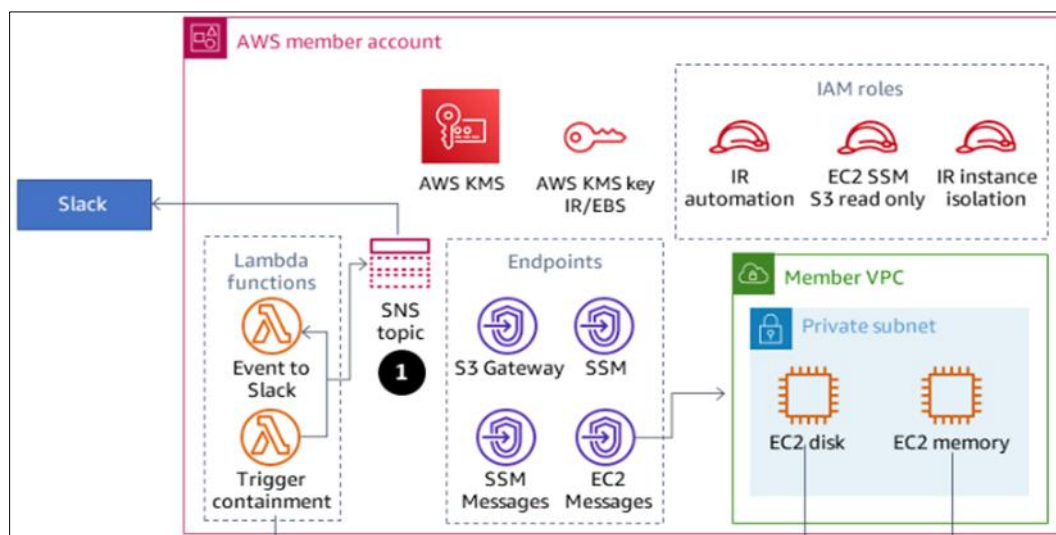 AWS member account
IAM roles
AWS KMS
AWS KMS key
IR/EBS
IR
automation
EC2 SSM
S3 read only
IR instance
isolation
Slack
Lambda
functions
Event to
Slack
Trigger
containment
SNS
topic
1
Endpoints
S3 Gateway
SSM
SSM
Messages
EC2
Messages
Member VPC
Private subnet
EC2 disk
EC2 memory